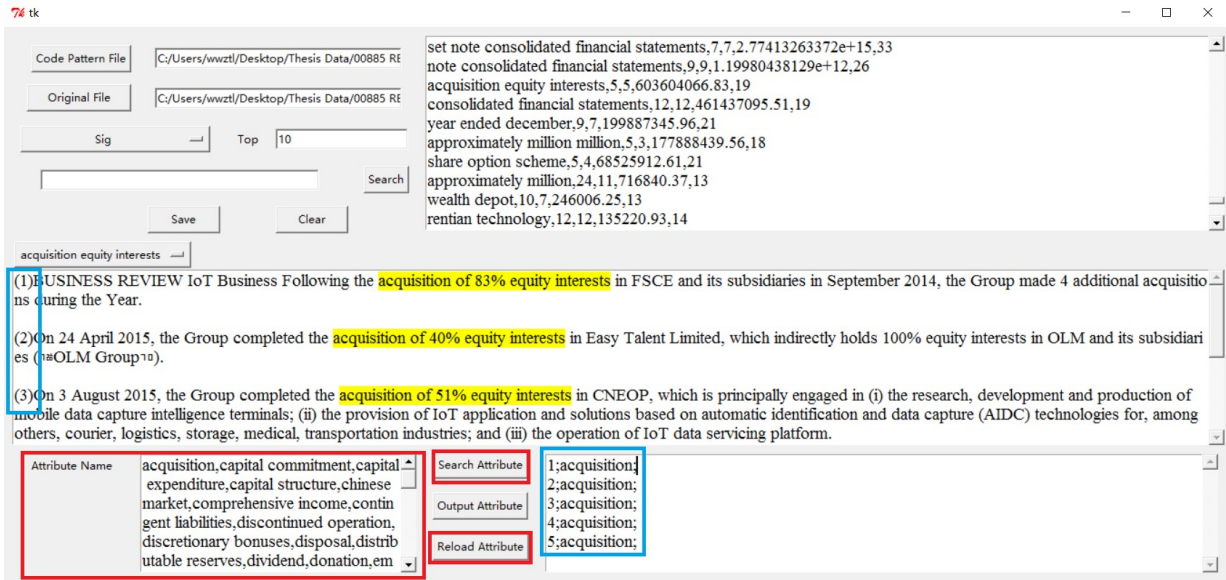 tk
Code Pattern File
C:/Users/wwztl/Desktop/Thesis Data/00885 RE
Original File
C:/Users/wwztl/Desktop/Thesis Data/00885 RE
Sig
Top
10
Search
Save
Clear
set note consolidated financial statements,7,7,2.77413263372e+15,33
note consolidated financial statements,9,9,1.19980438129e+12,26
acquisition equity interests,5,5,603604066.83,19
consolidated financial statements,12,12,461437095.51,19
year ended december,9,7,199887345.96,21
approximately million million,5,3,177888439.56,18
share option scheme,5,4,68525912.61,21
approximately million,24,11,716840.37,13
wealth depot,10,7,246006.25,13
rentian technology,12,12,135220.93,14
acquisition equity interests
(1)BUSINESS REVIEW IoT Business Following the acquisition of 83% equity interests in FSCE and its subsidiaries in September 2014, the Group made 4 additional acquisitio
ns during the Year.
(2)On 24 April 2015, the Group completed the acquisition of 40% equity interests in Easy Talent Limited, which indirectly holds 100% equity interests in OLM and its subsidiari
es (OLM Group).
(3)On 3 August 2015, the Group completed the acquisition of 51% equity interests in CNEOP, which is principally engaged in (i) the research, development and production of
mobile data capture intelligence terminals; (ii) the provision of IoT application and solutions based on automatic identification and data capture (AIDC) technologies for, among
others, courier, logistics, storage, medical, transportation industries; and (iii) the operation of IoT data servicing platform.
Attribute Name
acquisition,capital commitment,capital
expenditure,capital structure,chinese
market,comprehensive income,contin
gent liabilities,discontinued operation,
discretionary bonuses,disposal,distrib
utable reserves,dividend,donation,em
Search Attribute
Output Attribute
Reload Attribute
1;acquisition;
2;acquisition;
3;acquisition;
4;acquisition;
5;acquisition;